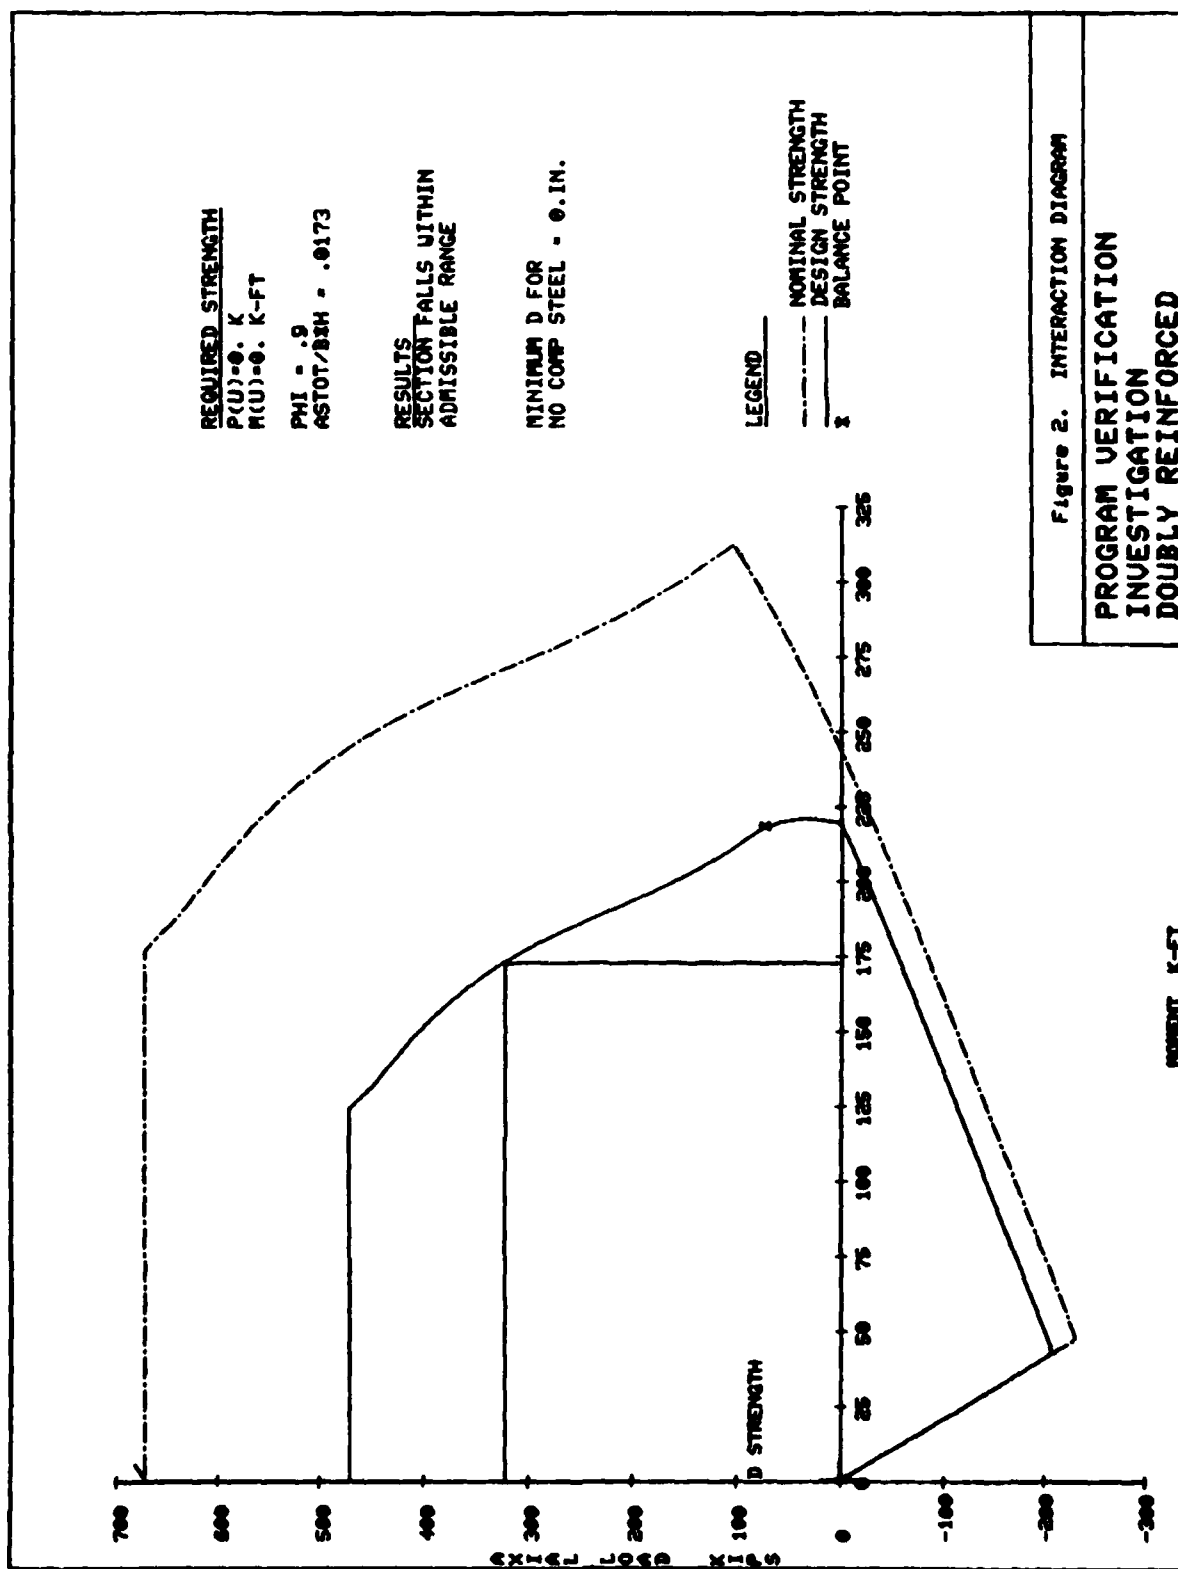 REQUIRED STRENGTH
P(U)=0. K
M(U)=0. K-FT
PHI = .9
ASTOT/B*H = .0173
RESULTS
SECTION FALLS WITHIN
ADMISSIBLE RANGE
MINIMUM D FOR
NO COMP STEEL = 0.IN.
LEGEND
NOMINAL STRENGTH
DESIGN STRENGTH
X BALANCE POINT
700
600
500
400
300
200
100
0
-100
-200
-300
AXIAL LOAD KIPS
D STRENGTH
0 25 50 75 100 125 150 175 200 225 250 275 300 325
MOMENT K-FT
Figure 2. INTERACTION DIAGRAM
PROGRAM VERIFICATION
INVESTIGATION
DOUBLY REINFORCED